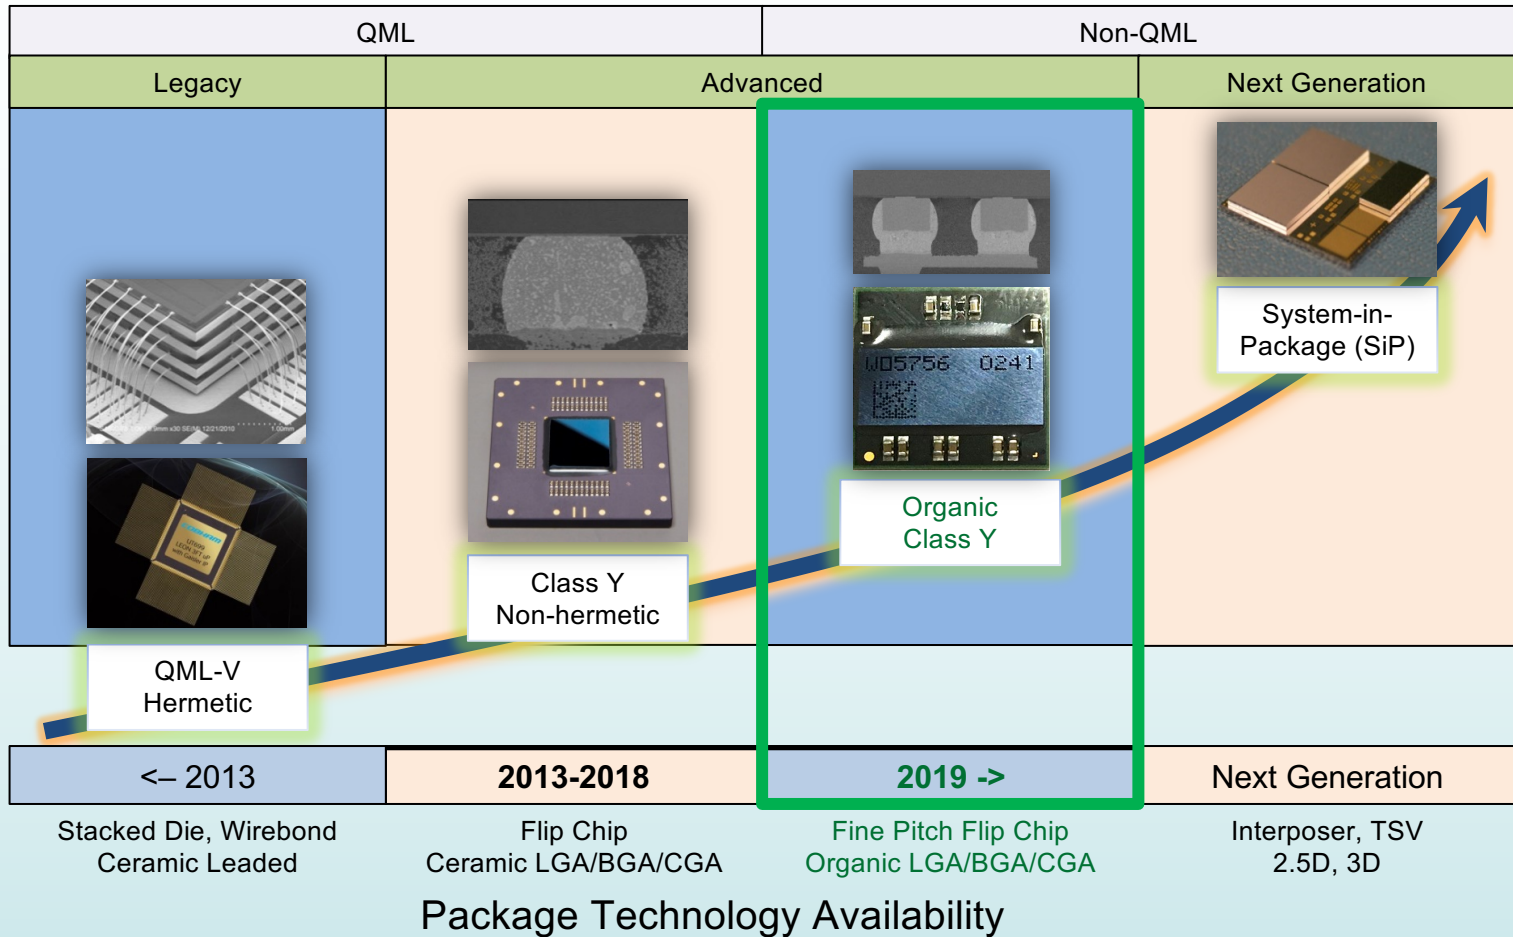 QML
Non-QML
Legacy
Advanced
Next Generation
QML-V
Hermetic
Class Y
Non-hermetic
W05756 0241
Organic
Class Y
System-in-
Package (SiP)
<– 2013
2013-2018
2019 ->
Next Generation
Stacked Die, Wirebond
Ceramic Leaded
Flip Chip
Ceramic LGA/BGA/CGA
Fine Pitch Flip Chip
Organic LGA/BGA/CGA
Interposer, TSV
2.5D, 3D
Package Technology Availability